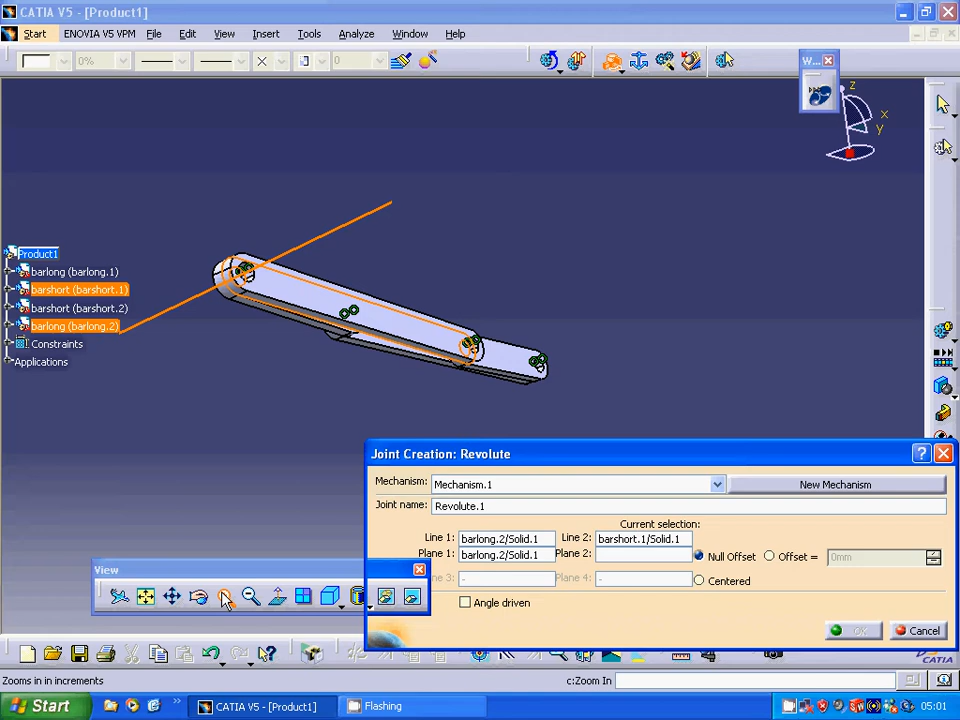 CATIA V5 - [Product1]
Start ENOVIA V5 VPM File Edit View Insert Tools Analyze Window Help
0% 0
W...
z
x
y
Product1
barlong (barlong.1)
barshort (barshort.1)
barshort (barshort.2)
barlong (barlong.2)
Constraints
Applications
Joint Creation: Revolute
Mechanism: Mechanism.1 New Mechanism
Joint name: Revolute.1
Current selection:
Line 1: barlong.2/Solid.1 Line 2: barshort.1/Solid.1
Plane 1: barlong.2/Solid.1 Plane 2: Null Offset Offset = 0mm
ne 3: - Plane 4: - Centered
Angle driven
OK Cancel
View
CATIA
Zooms in in increments c:Zoom In
Start CATIA V5 - [Product1] Flashing 05:01